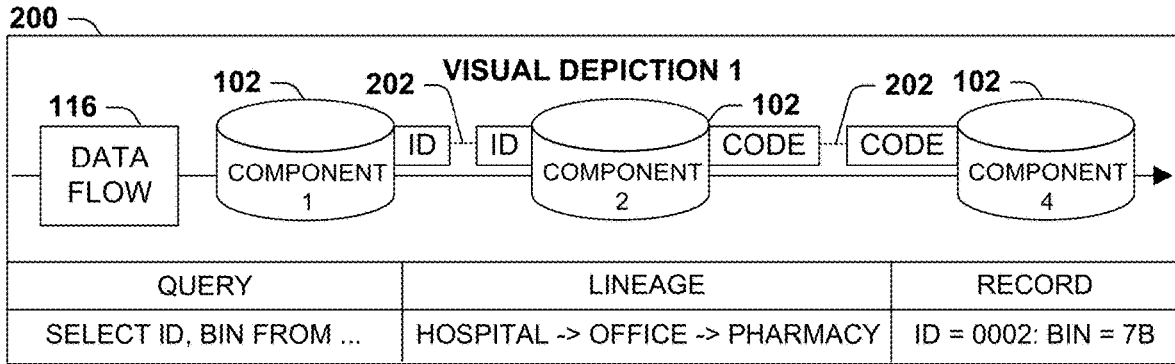 200
VISUAL DEPICTION 1
116
102
202
102
202
102
DATA
FLOW
COMPONENT
1
ID
ID
COMPONENT
2
CODE
CODE
COMPONENT
4
QUERY
LINEAGE
RECORD
SELECT ID, BIN FROM ...
HOSPITAL -> OFFICE -> PHARMACY
ID = 0002: BIN = 7B